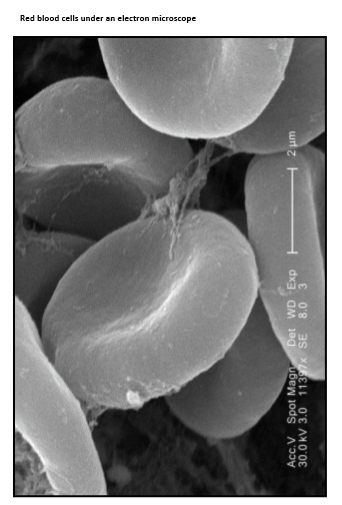 Red blood cells under an electron microscope
2 µm
Acc.V Spot Magn Det WD Exp
30.0 kV 3.0 11397x SE 8.0 3